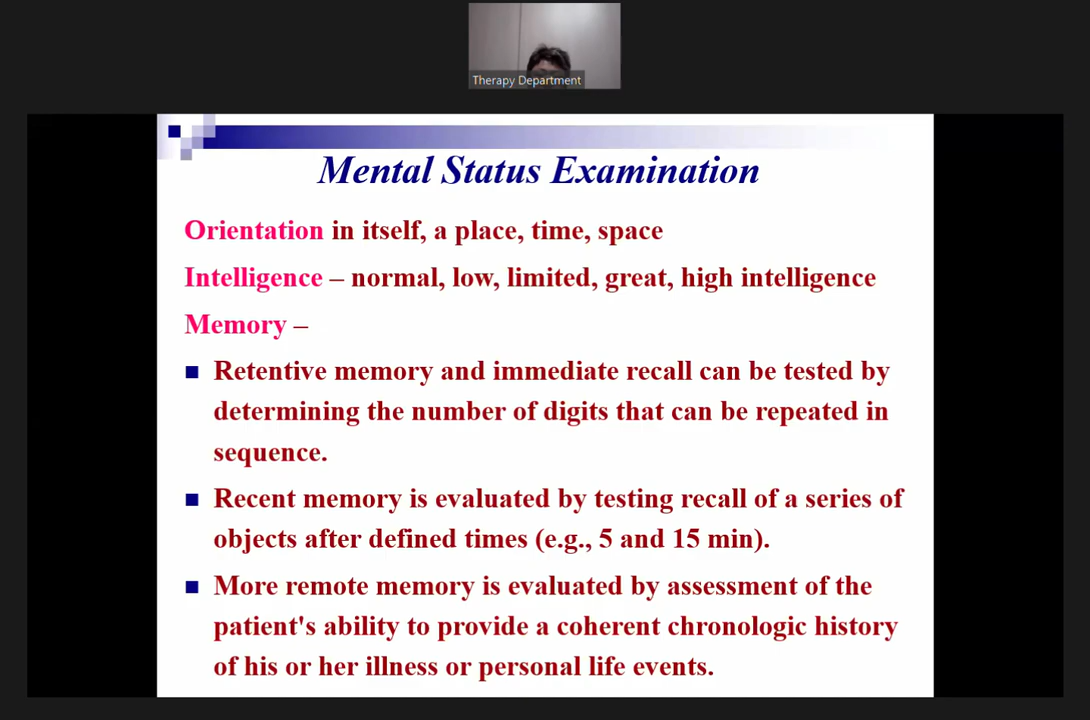 Therapy Department
Mental Status Examination
Orientation in itself, a place, time, space
Intelligence – normal, low, limited, great, high intelligence
Memory –
Retentive memory and immediate recall can be tested by
determining the number of digits that can be repeated in
sequence.
Recent memory is evaluated by testing recall of a series of
objects after defined times (e.g., 5 and 15 min).
More remote memory is evaluated by assessment of the
patient's ability to provide a coherent chronologic history
of his or her illness or personal life events.